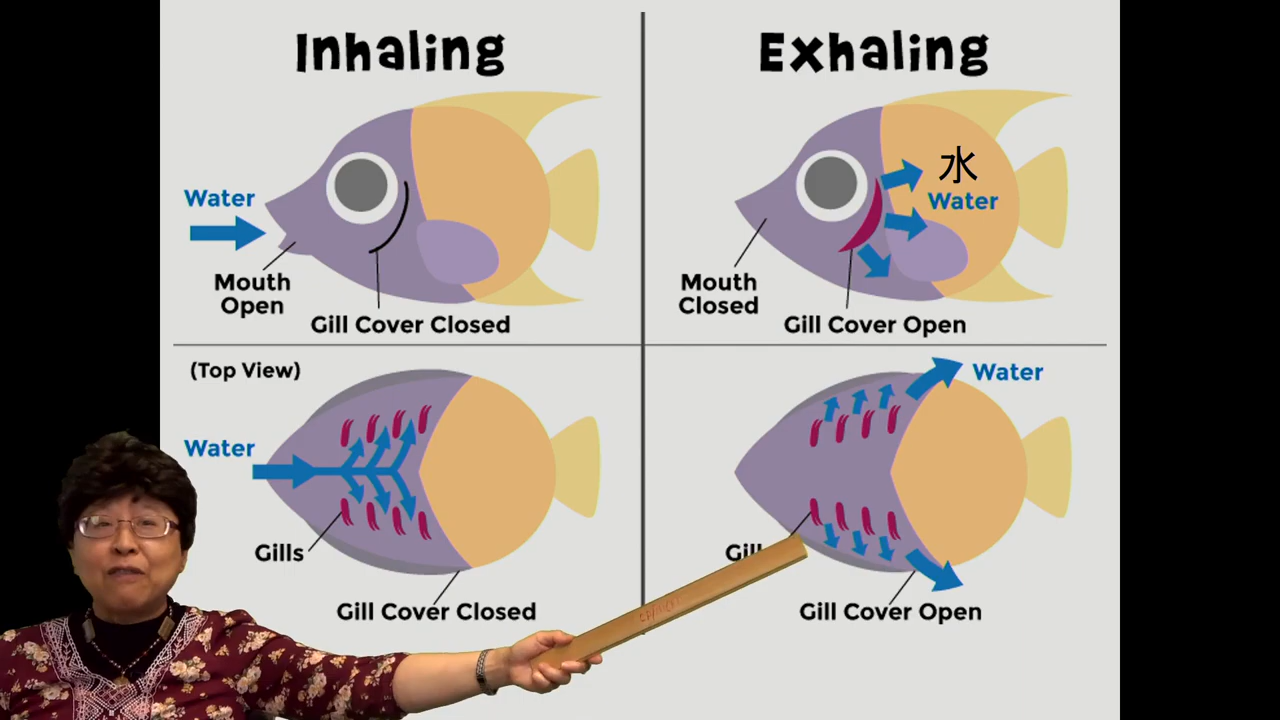 Inhaling
Water
Mouth
Open
Gill Cover Closed
Exhaling
水
Water
Mouth
Closed
Gill Cover Open
(Top View)
Water
Gills
Gill Cover Closed
Water
Gill
Gill Cover Open